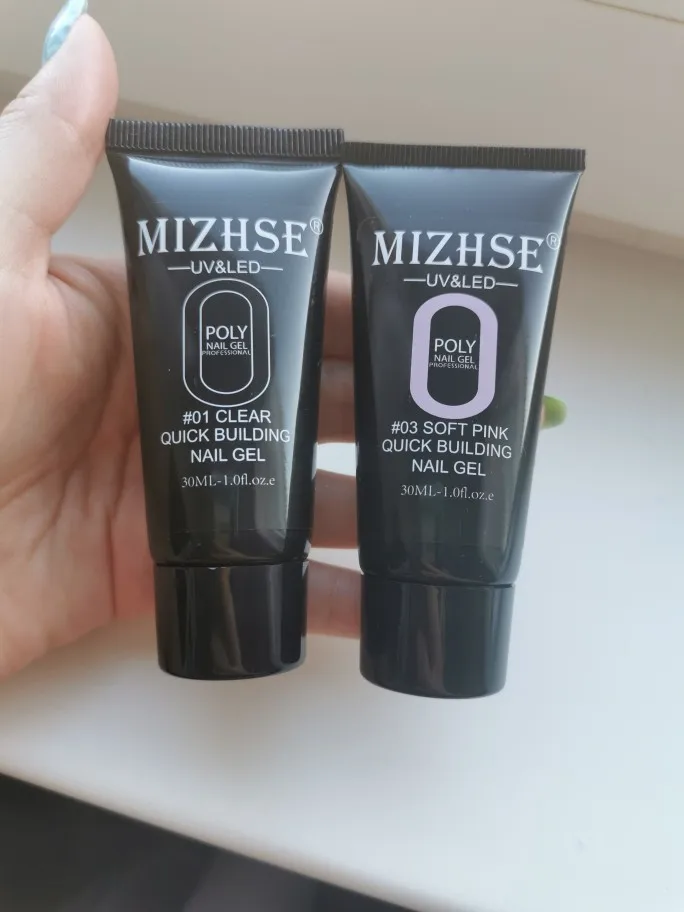 MIZHSE®
UV&LED
POLY
NAIL GEL
PROFESSIONAL
#01 CLEAR
QUICK BUILDING
NAIL GEL
30ML-1.0fl.oz.e
MIZHSE®
UV&LED
POLY
NAIL GEL
PROFESSIONAL
#03 SOFT PINK
QUICK BUILDING
NAIL GEL
30ML-1.0fl.oz.e